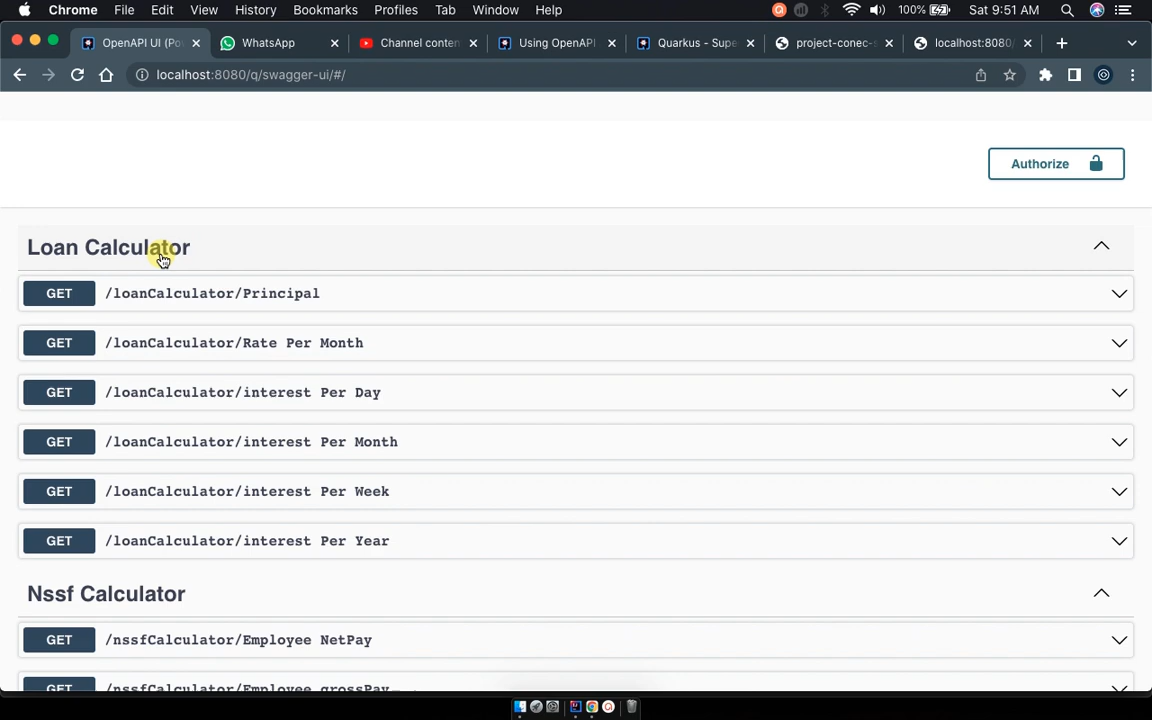 Chrome File Edit View History Bookmarks Profiles Tab Window Help 100% Sat 9:51 AM
OpenAPI UI (Po WhatsApp Channel conten Using OpenAPI Quarkus - Supe project-conec- localhost:8080/
localhost:8080/q/swagger-ui/#/
Authorize
Loan Calculator
GET /loanCalculator/Principal
GET /loanCalculator/Rate Per Month
GET /loanCalculator/interest Per Day
GET /loanCalculator/interest Per Month
GET /loanCalculator/interest Per Week
GET /loanCalculator/interest Per Year
Nssf Calculator
GET /nssfCalculator/Employee NetPay
GET /nssfCalculator/Employee grossPay